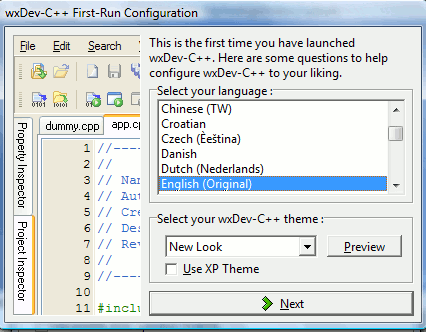 wxDev-C++ First-Run Configuration
File Edit Search
This is the first time you have launched
wxDev-C++. Here are some questions to help
configure wxDev-C++ to your liking.
Select your language :
Chinese (TW)
Croatian
Czech (Èeština)
Danish
Dutch (Nederlands)
English (Original)
Select your wxDev-C++ theme :
New Look
Preview
Use XP Theme
Next
Property Inspector
Project Inspector
dummy.cpp app.cp
1 //----
2 //
3 // Nam
4 // Aut
5 // Cre
6 // Des
7 // Rev
8 //
9 //----
10
11 #inclu